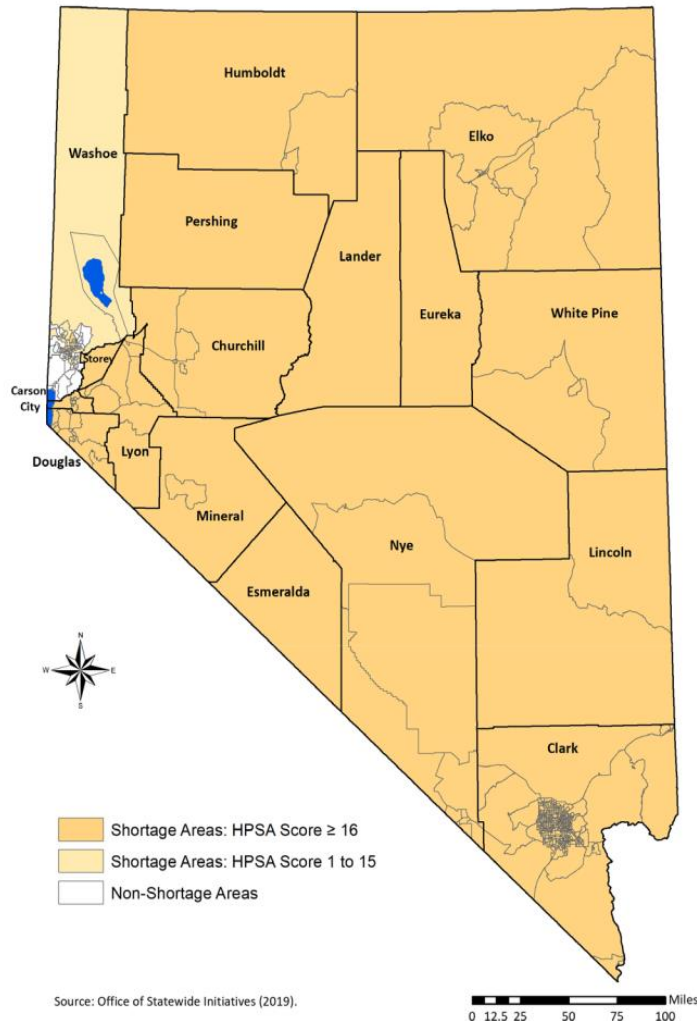 Humboldt
Elko
Washoe
Pershing
Lander
Eureka
White Pine
Churchill
Storey
Carson
City
Lyon
Douglas
Mineral
Nye
Lincoln
Esmeralda
N
W E
S
Clark
Shortage Areas: HPSA Score ≥ 16
Shortage Areas: HPSA Score 1 to 15
Non-Shortage Areas
Source: Office of Statewide Initiatives (2019).
Miles
0 12.5 25 50 75 100